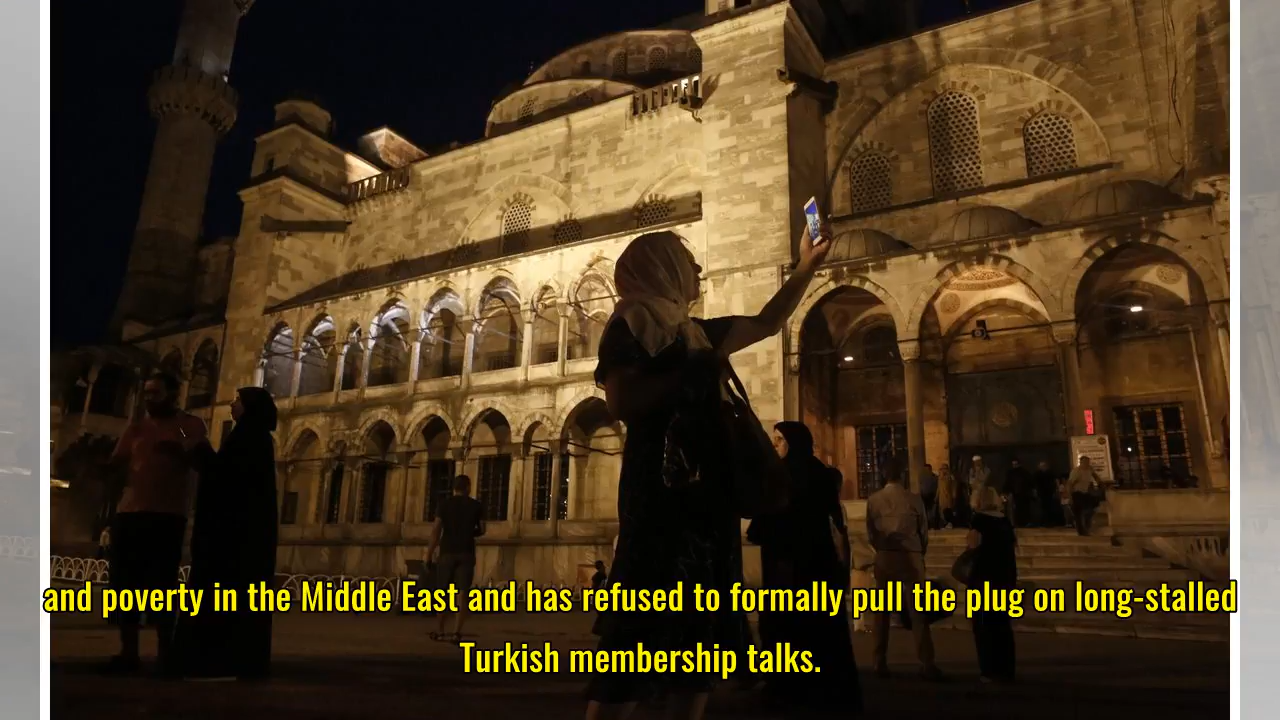 and poverty in the Middle East and has refused to formally pull the plug on long-stalled
Turkish membership talks.